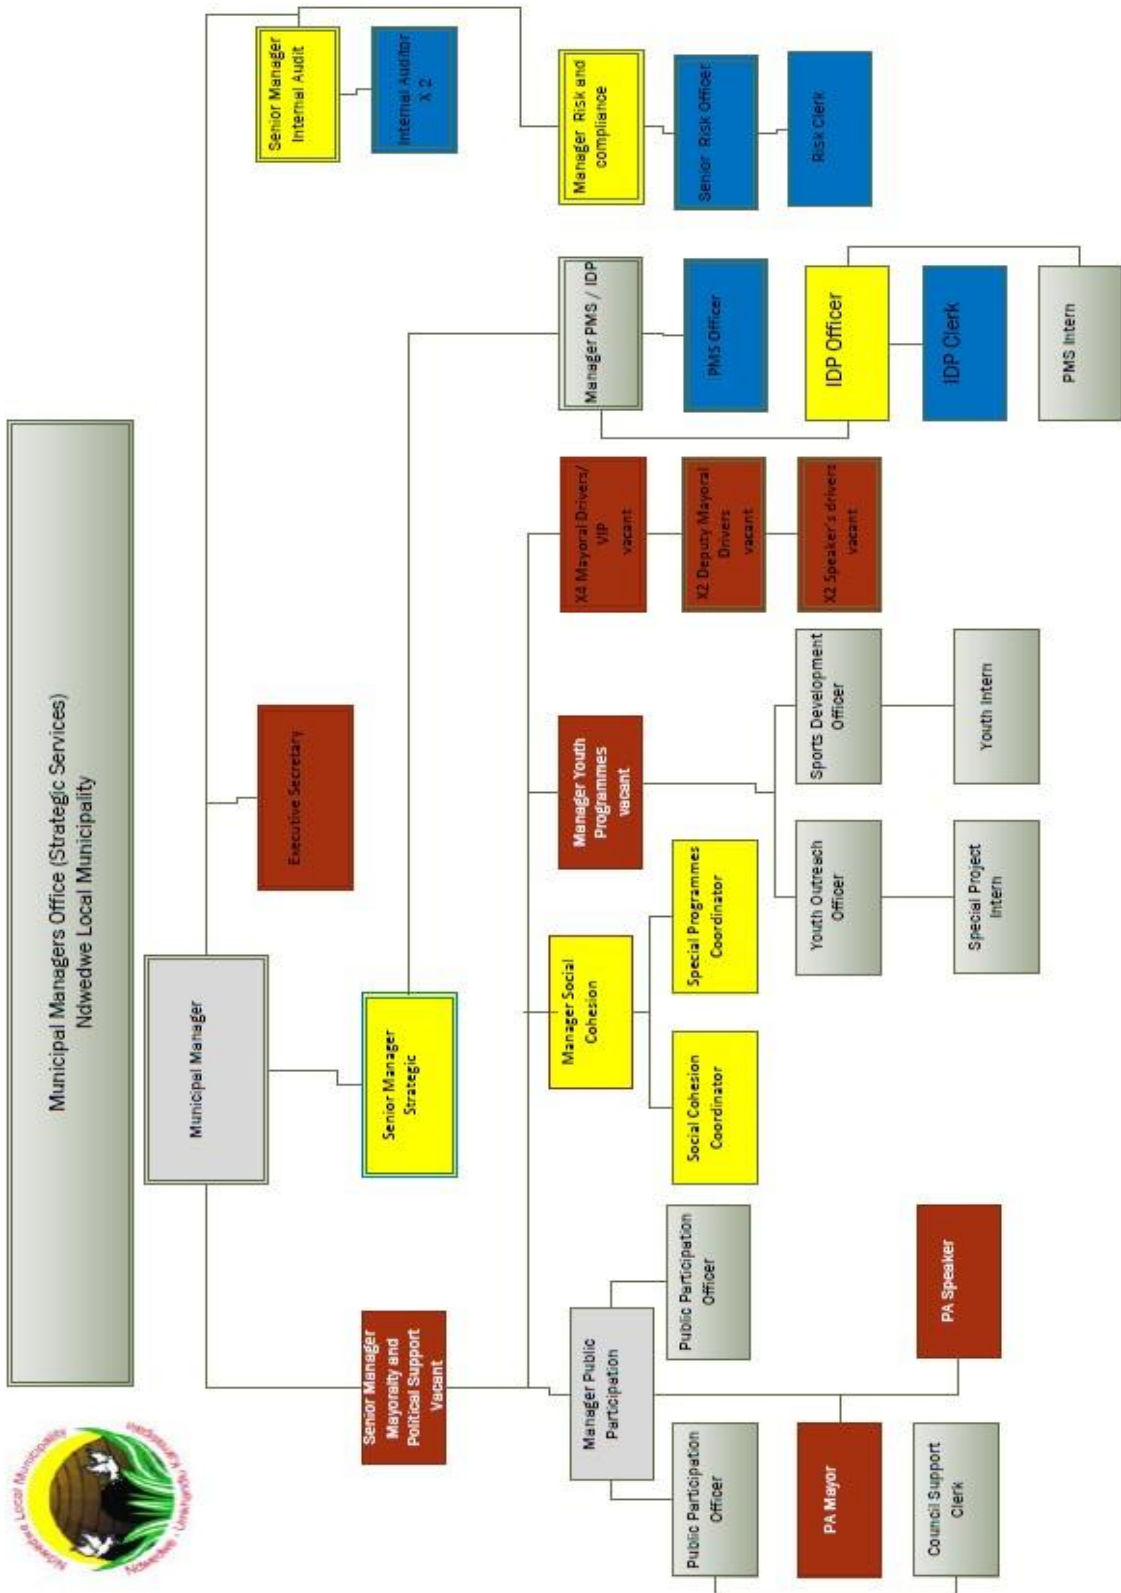 Municipal Managers Office (Strategic Services)
Ndwedwe Local Municipality
Ndwedwe Local Municipality
Municipal Manager
Executive Secretary
Senior Manager
Internal Audit
Internal Auditor
X 2
Senior Manager
Mayoralty and
Political Support
Vacant
Senior Manager
Strategic
Manager Public
Participation
Public Participation
Officer
Public Participation
Officer
PA Mayor
PA Speaker
Council Support
Clerk
Manager Social
Cohesion
Social Cohesion
Coordinator
Special Programmes
Coordinator
Manager Youth
Programmes
vacant
Youth Outreach
Officer
Sports Development
Officer
Special Project
Intern
Youth Intern
X4 Mayoral Drivers/
VIP
vacant
X2 Deputy Mayoral
Drivers
vacant
X2 Speaker's drivers
vacant
Manager PMS / IDP
PMS Officer
IDP Officer
IDP Clerk
PMS Intern
Manager Risk and
compliance
Senior Risk Officer
Risk Clerk